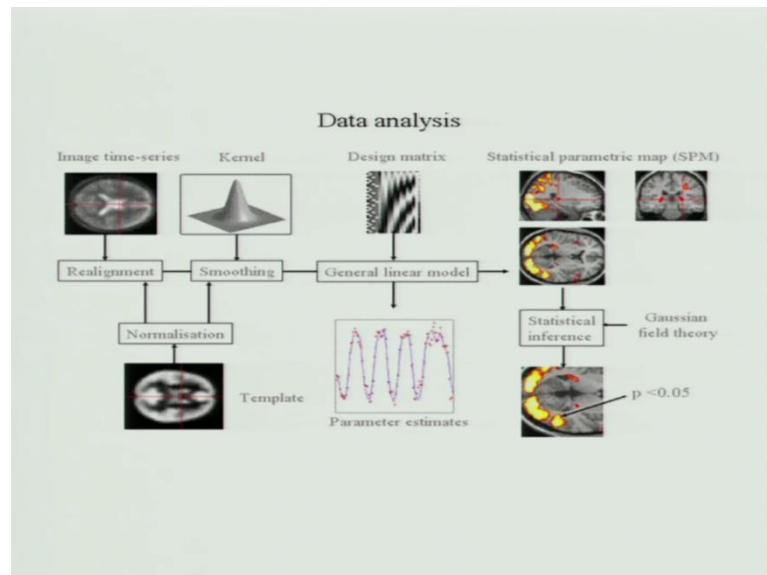 Data analysis
Image time-series
Kernel
Design matrix
Statistical parametric map (SPM)
Realignment
Smoothing
General linear model
Normalisation
Statistical
inference
Gaussian
field theory
Template
Parameter estimates
p <0.05